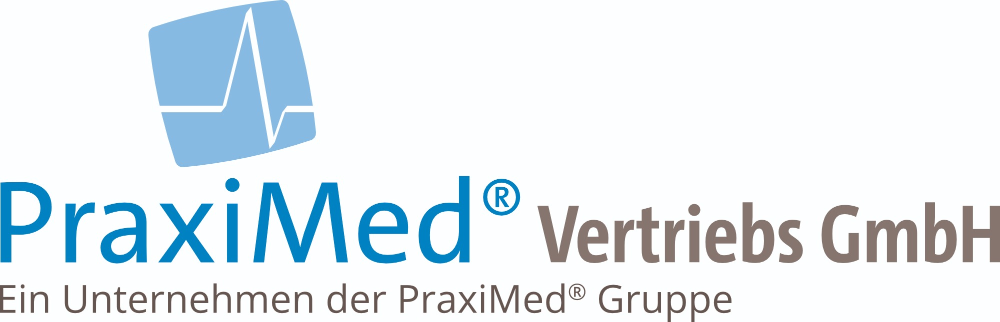 PraxiMed® Vertriebs GmbH
Ein Unternehmen der PraxiMed® Gruppe